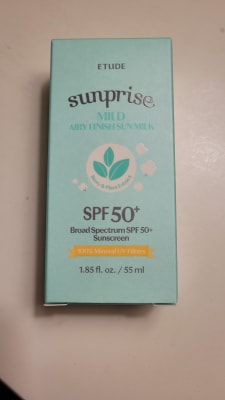 ETUDE
sunprise
MILD
AIRY FINISH SUN MILK
SPF 50+
Broad Spectrum SPF 50+
Sunscreen
100% Mineral UV Filters
1.85 fl. oz. / 55 ml